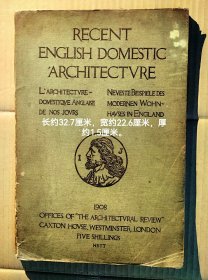 RECENT
ENGLISH DOMESTIC
ARCHITECTVRE
L'ARCHITECTVRE-
DOMESTIQVE ANGLAISE
DE NOS JOVRS
NEVESTE BEISPIELE DES
MODERNEN WOHN-
HAVSES IN ENGLAND
长约32.7厘米，宽约22.6厘米，厚
约1.5厘米。
I J
1908
OFFICES OF "THE ARCHITECTVRAL REVIEW"
CAXTON HOVSE, WESTMINSTER, LONDON
FIVE SHILLINGS
NETT